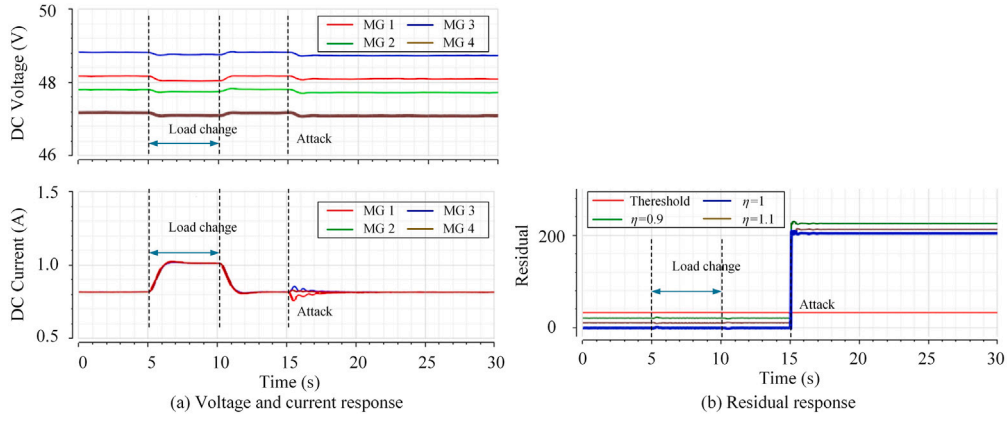 50
48
46
DC Voltage (V)
MG 1
MG 3
MG 2
MG 4
Load change
Attack
1.5
1.0
0.5
DC Current (A)
MG 1
MG 3
MG 2
MG 4
Load change
Attack
0
5
10
15
20
25
30
Time (s)
(a) Voltage and current response
200
0
Residual
Thereshold
η=1
η=0.9
η=1.1
Load Change
Attack
0
5
10
15
20
25
30
Time (s)
(b) Residual response